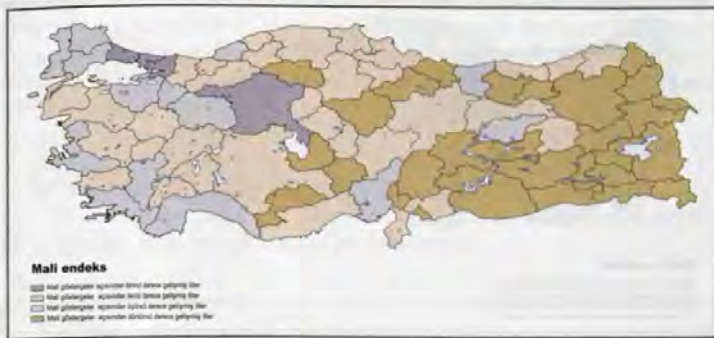 Mali endeks
Mali göstergeler açısından birinci derece gelişmiş iller
Mali göstergeler açısından ikinci derece gelişmiş iller
Mali göstergeler açısından üçüncü derece gelişmiş iller
Mali göstergeler açısından dördüncü derece gelişmiş iller